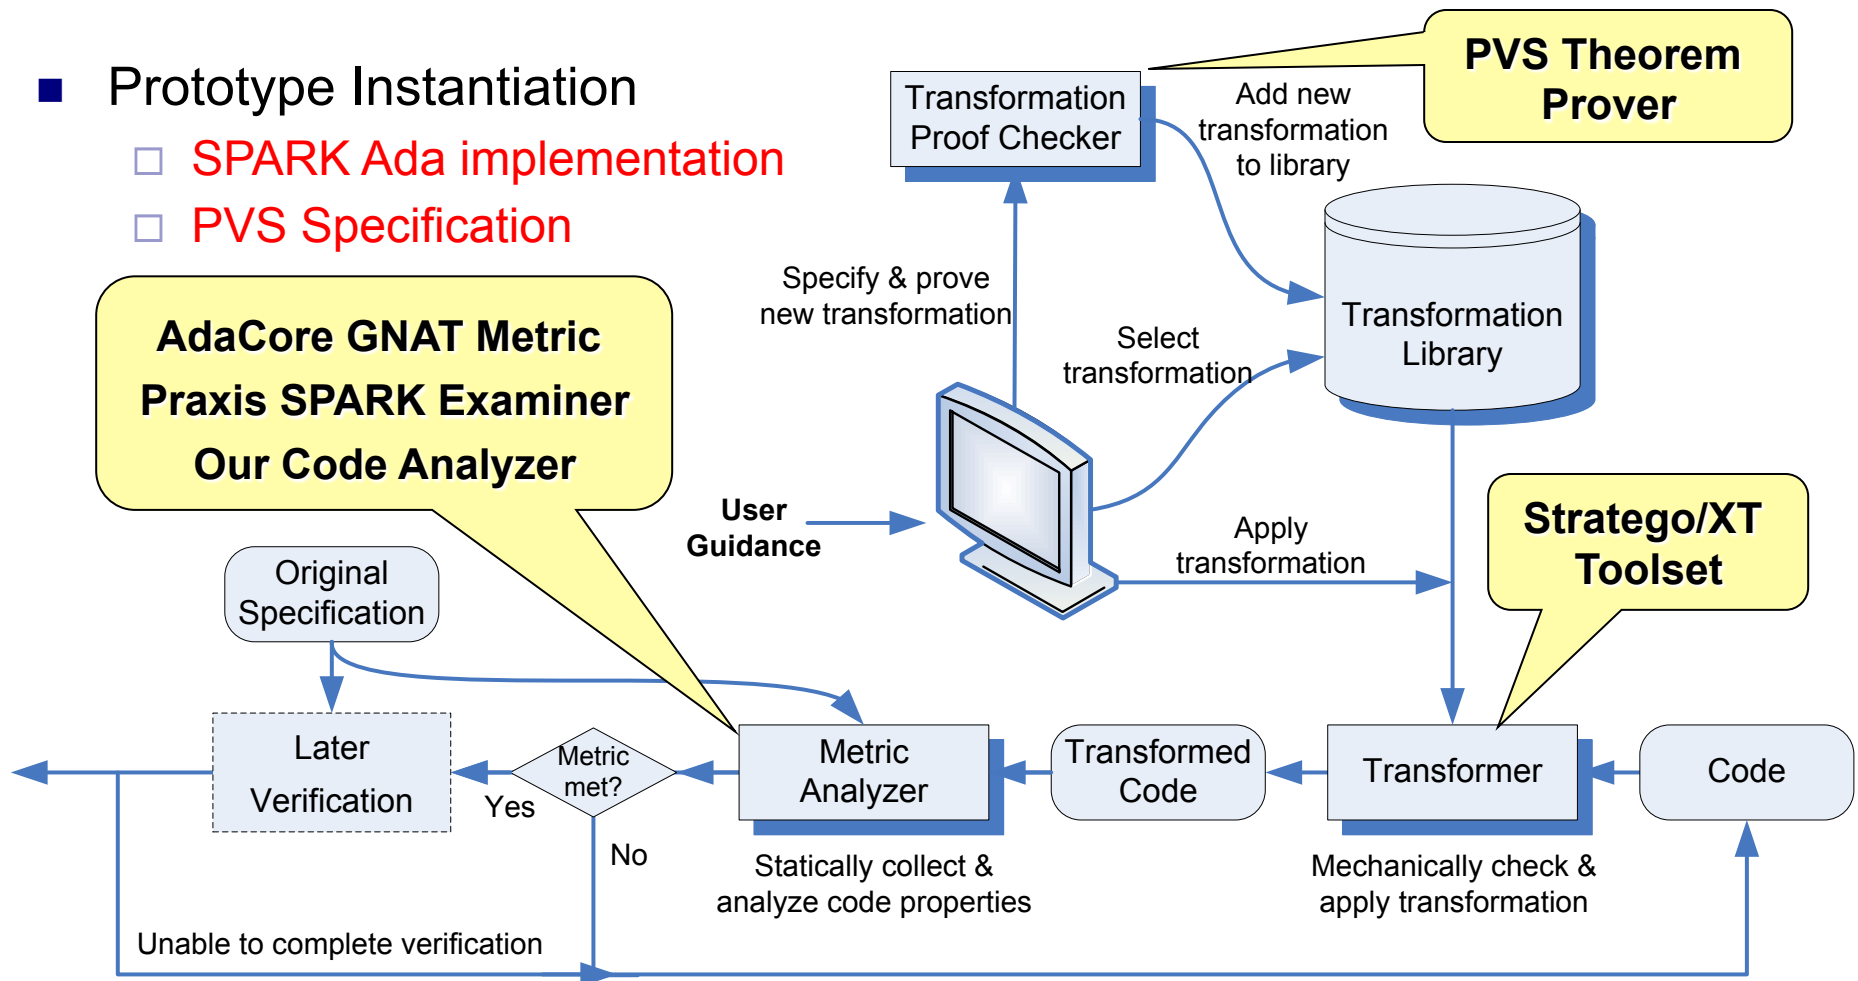 Prototype Instantiation
SPARK Ada implementation
PVS Specification
PVS Theorem
Prover
Transformation
Proof Checker
Add new
transformation
to library
Specify & prove
new transformation
Select
transformation
Transformation
Library
AdaCore GNAT Metric
Praxis SPARK Examiner
Our Code Analyzer
User
Guidance
Apply
transformation
Stratego/XT
Toolset
Original
Specification
Later
Verification
Yes
Metric
met?
No
Metric
Analyzer
Transformed
Code
Transformer
Code
Statically collect &
analyze code properties
Mechanically check &
apply transformation
Unable to complete verification